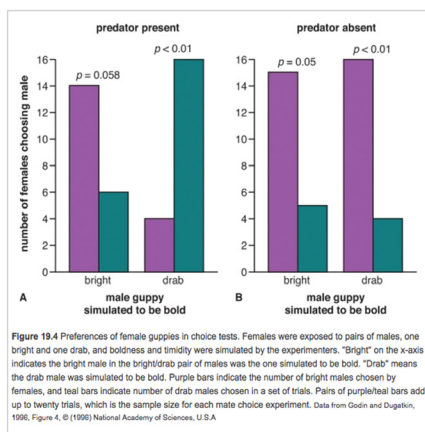 predator present
predator absent
number of females choosing male
16
14
12
10
8
6
4
2
0
p = 0.058
p < 0.01
bright
drab
A
male guppy
simulated to be bold
16
14
12
10
8
6
4
2
0
p = 0.05
p < 0.01
bright
drab
B
male guppy
simulated to be bold
Figure 19.4 Preferences of female guppies in choice tests. Females were exposed to pairs of males, one
bright and one drab, and boldness and timidity were simulated by the experimenters. "Bright" on the x-axis
indicates the bright male in the bright/drab pair of males was the one simulated to be bold. "Drab" means
the drab male was simulated to be bold. Purple bars indicate the number of bright males chosen by
females, and teal bars indicate number of drab males chosen in a set of trials. Pairs of purple/teal bars add
up to twenty trials, which is the sample size for each mate choice experiment. Data from Godin and Dugatkin,
1996, Figure 4, © (1996) National Academy of Sciences, U.S.A